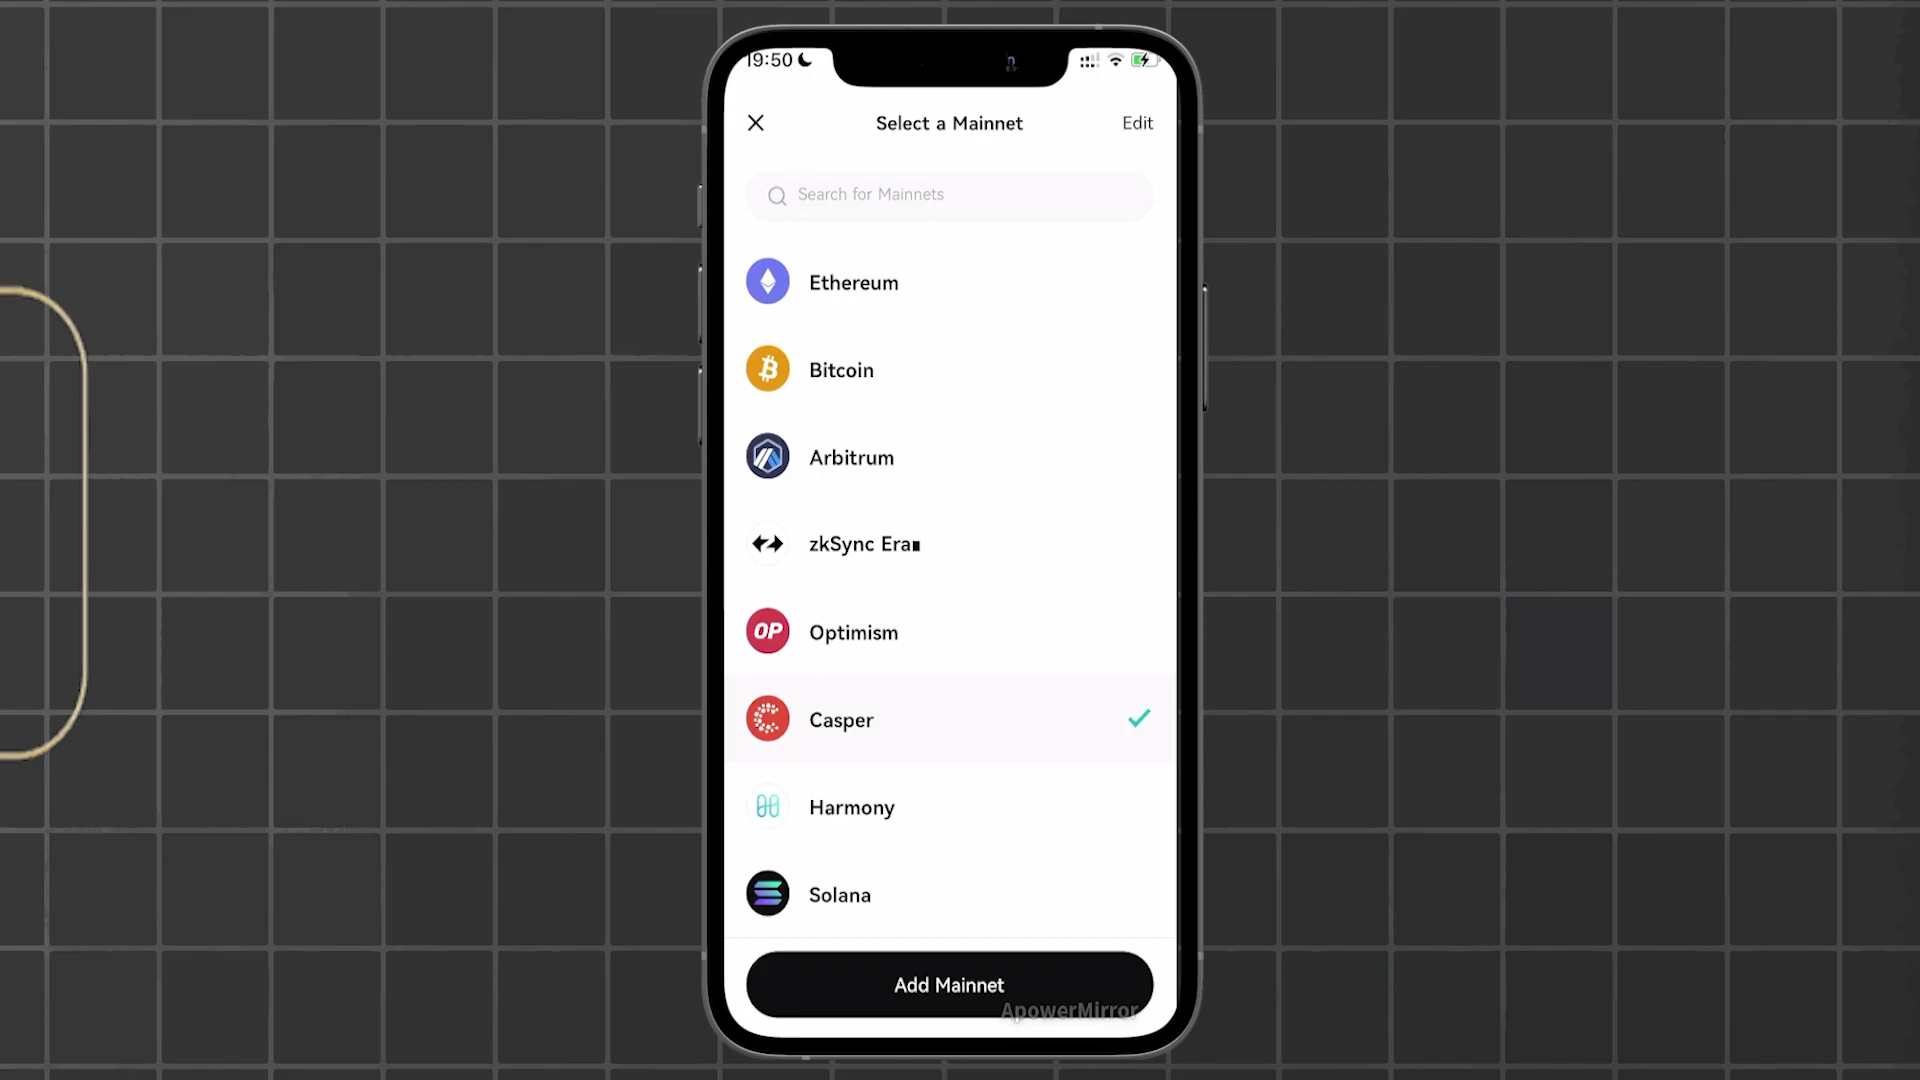 19:50
Select a Mainnet
Edit
Search for Mainnets
Ethereum
Bitcoin
Arbitrum
zkSync Era
OP
Optimism
Casper
Harmony
Solana
Add Mainnet
ApowerMirror